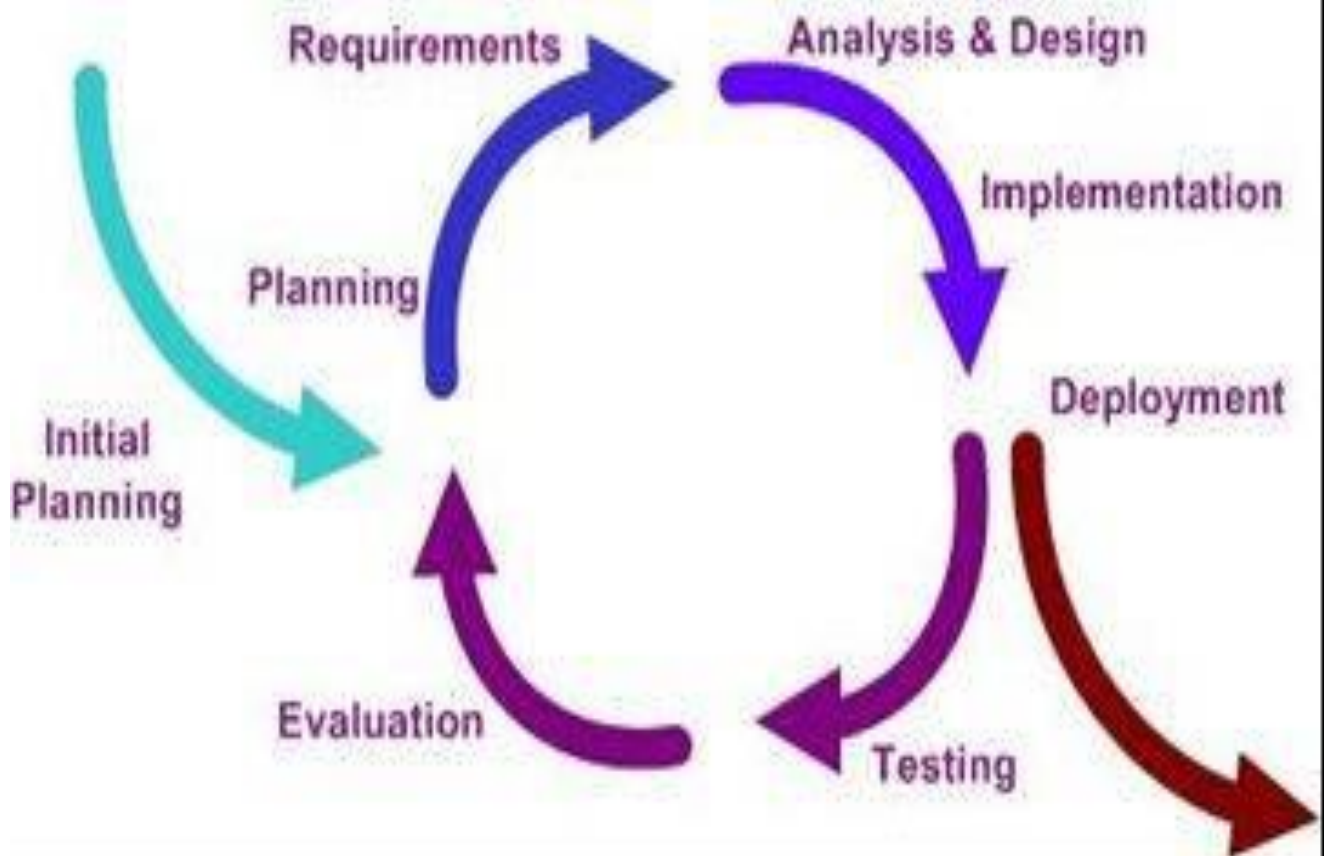 Requirements
Analysis & Design
Implementation
Planning
Deployment
Initial
Planning
Evaluation
Testing